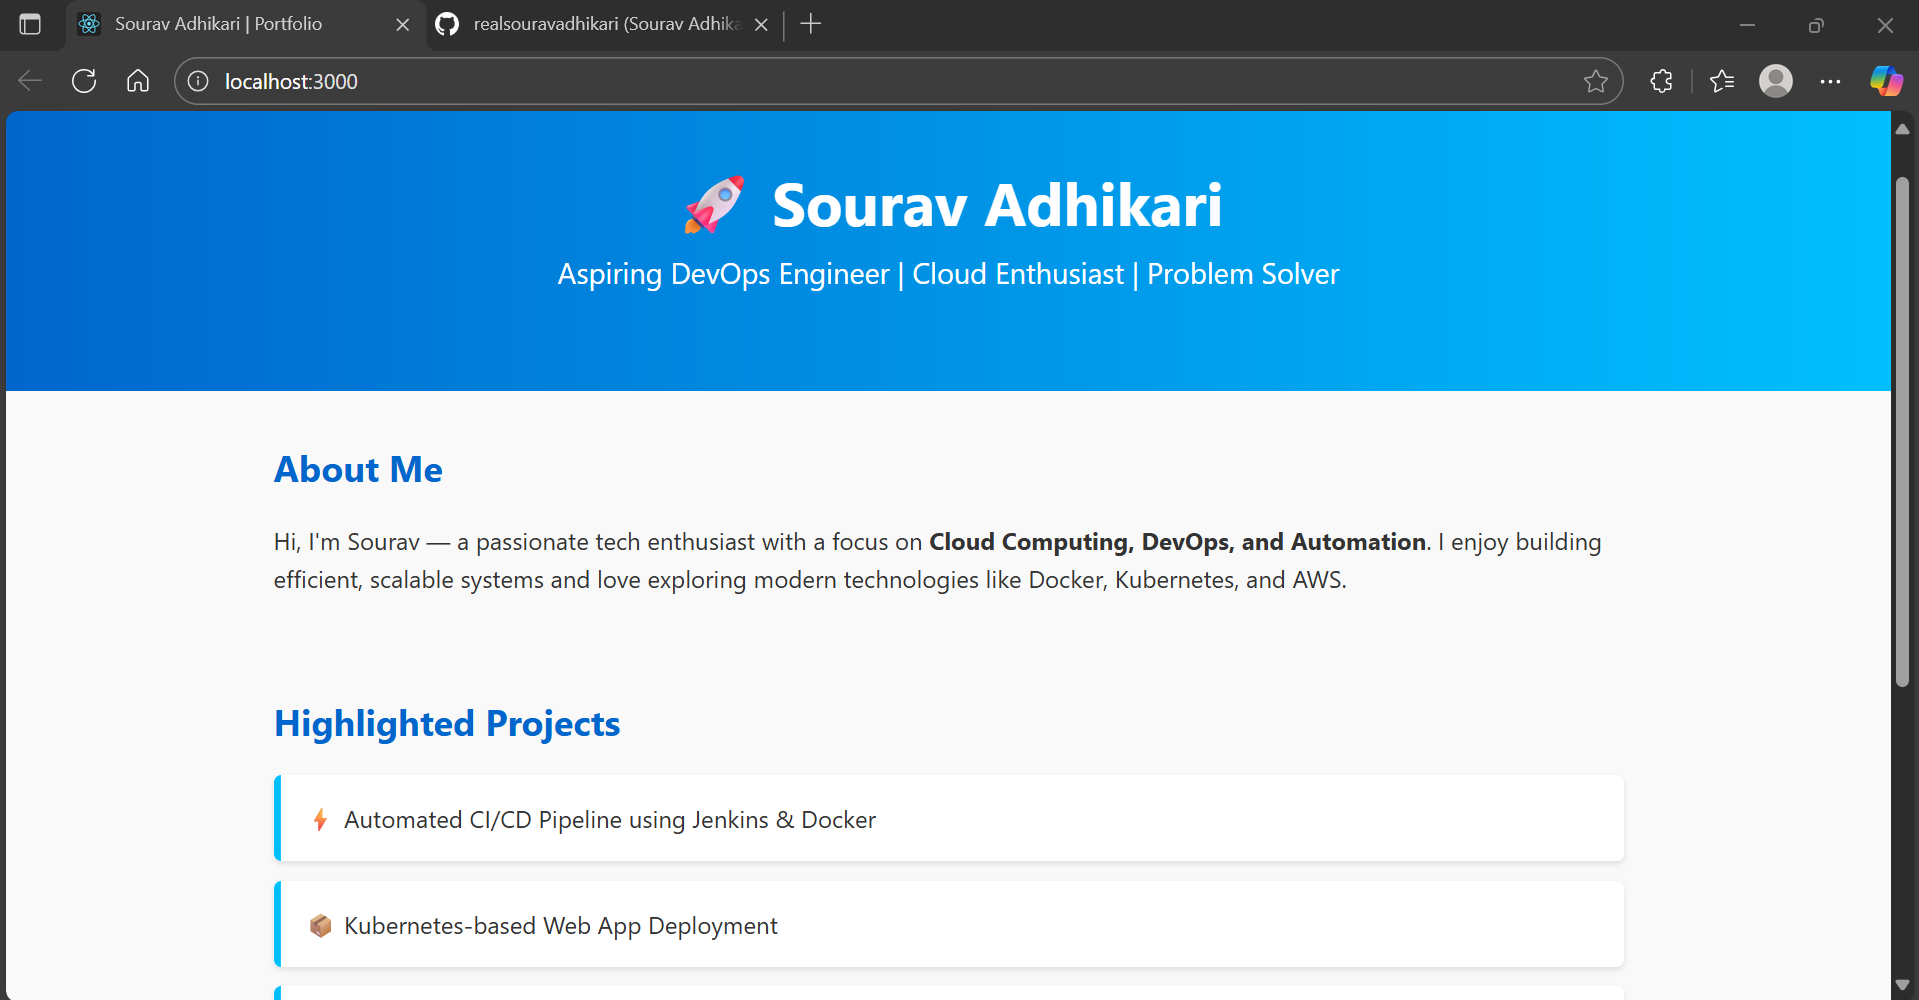 Sourav Adhikari | Portfolio
realsouravadhikari (Sourav Adhika
localhost:3000
🚀 Sourav Adhikari
Aspiring DevOps Engineer | Cloud Enthusiast | Problem Solver
About Me
Hi, I'm Sourav — a passionate tech enthusiast with a focus on Cloud Computing, DevOps, and Automation. I enjoy building
efficient, scalable systems and love exploring modern technologies like Docker, Kubernetes, and AWS.
Highlighted Projects
⚡ Automated CI/CD Pipeline using Jenkins & Docker
📦 Kubernetes-based Web App Deployment